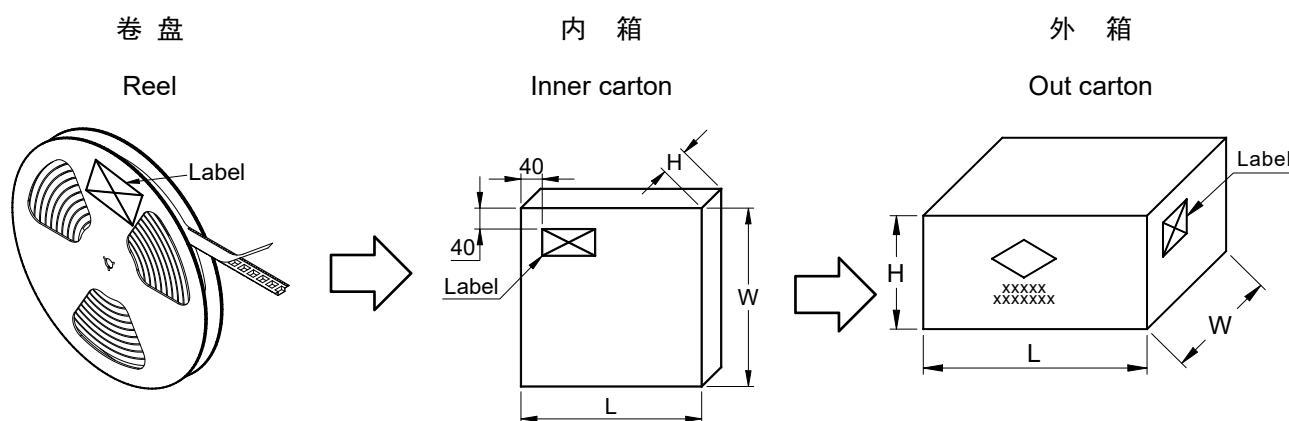 卷 盘
Reel
Label
内 箱
Inner carton
40
H
40
Label
W
L
外 箱
Out carton
Label
H
xxxxx
xxxxxxx
W
L